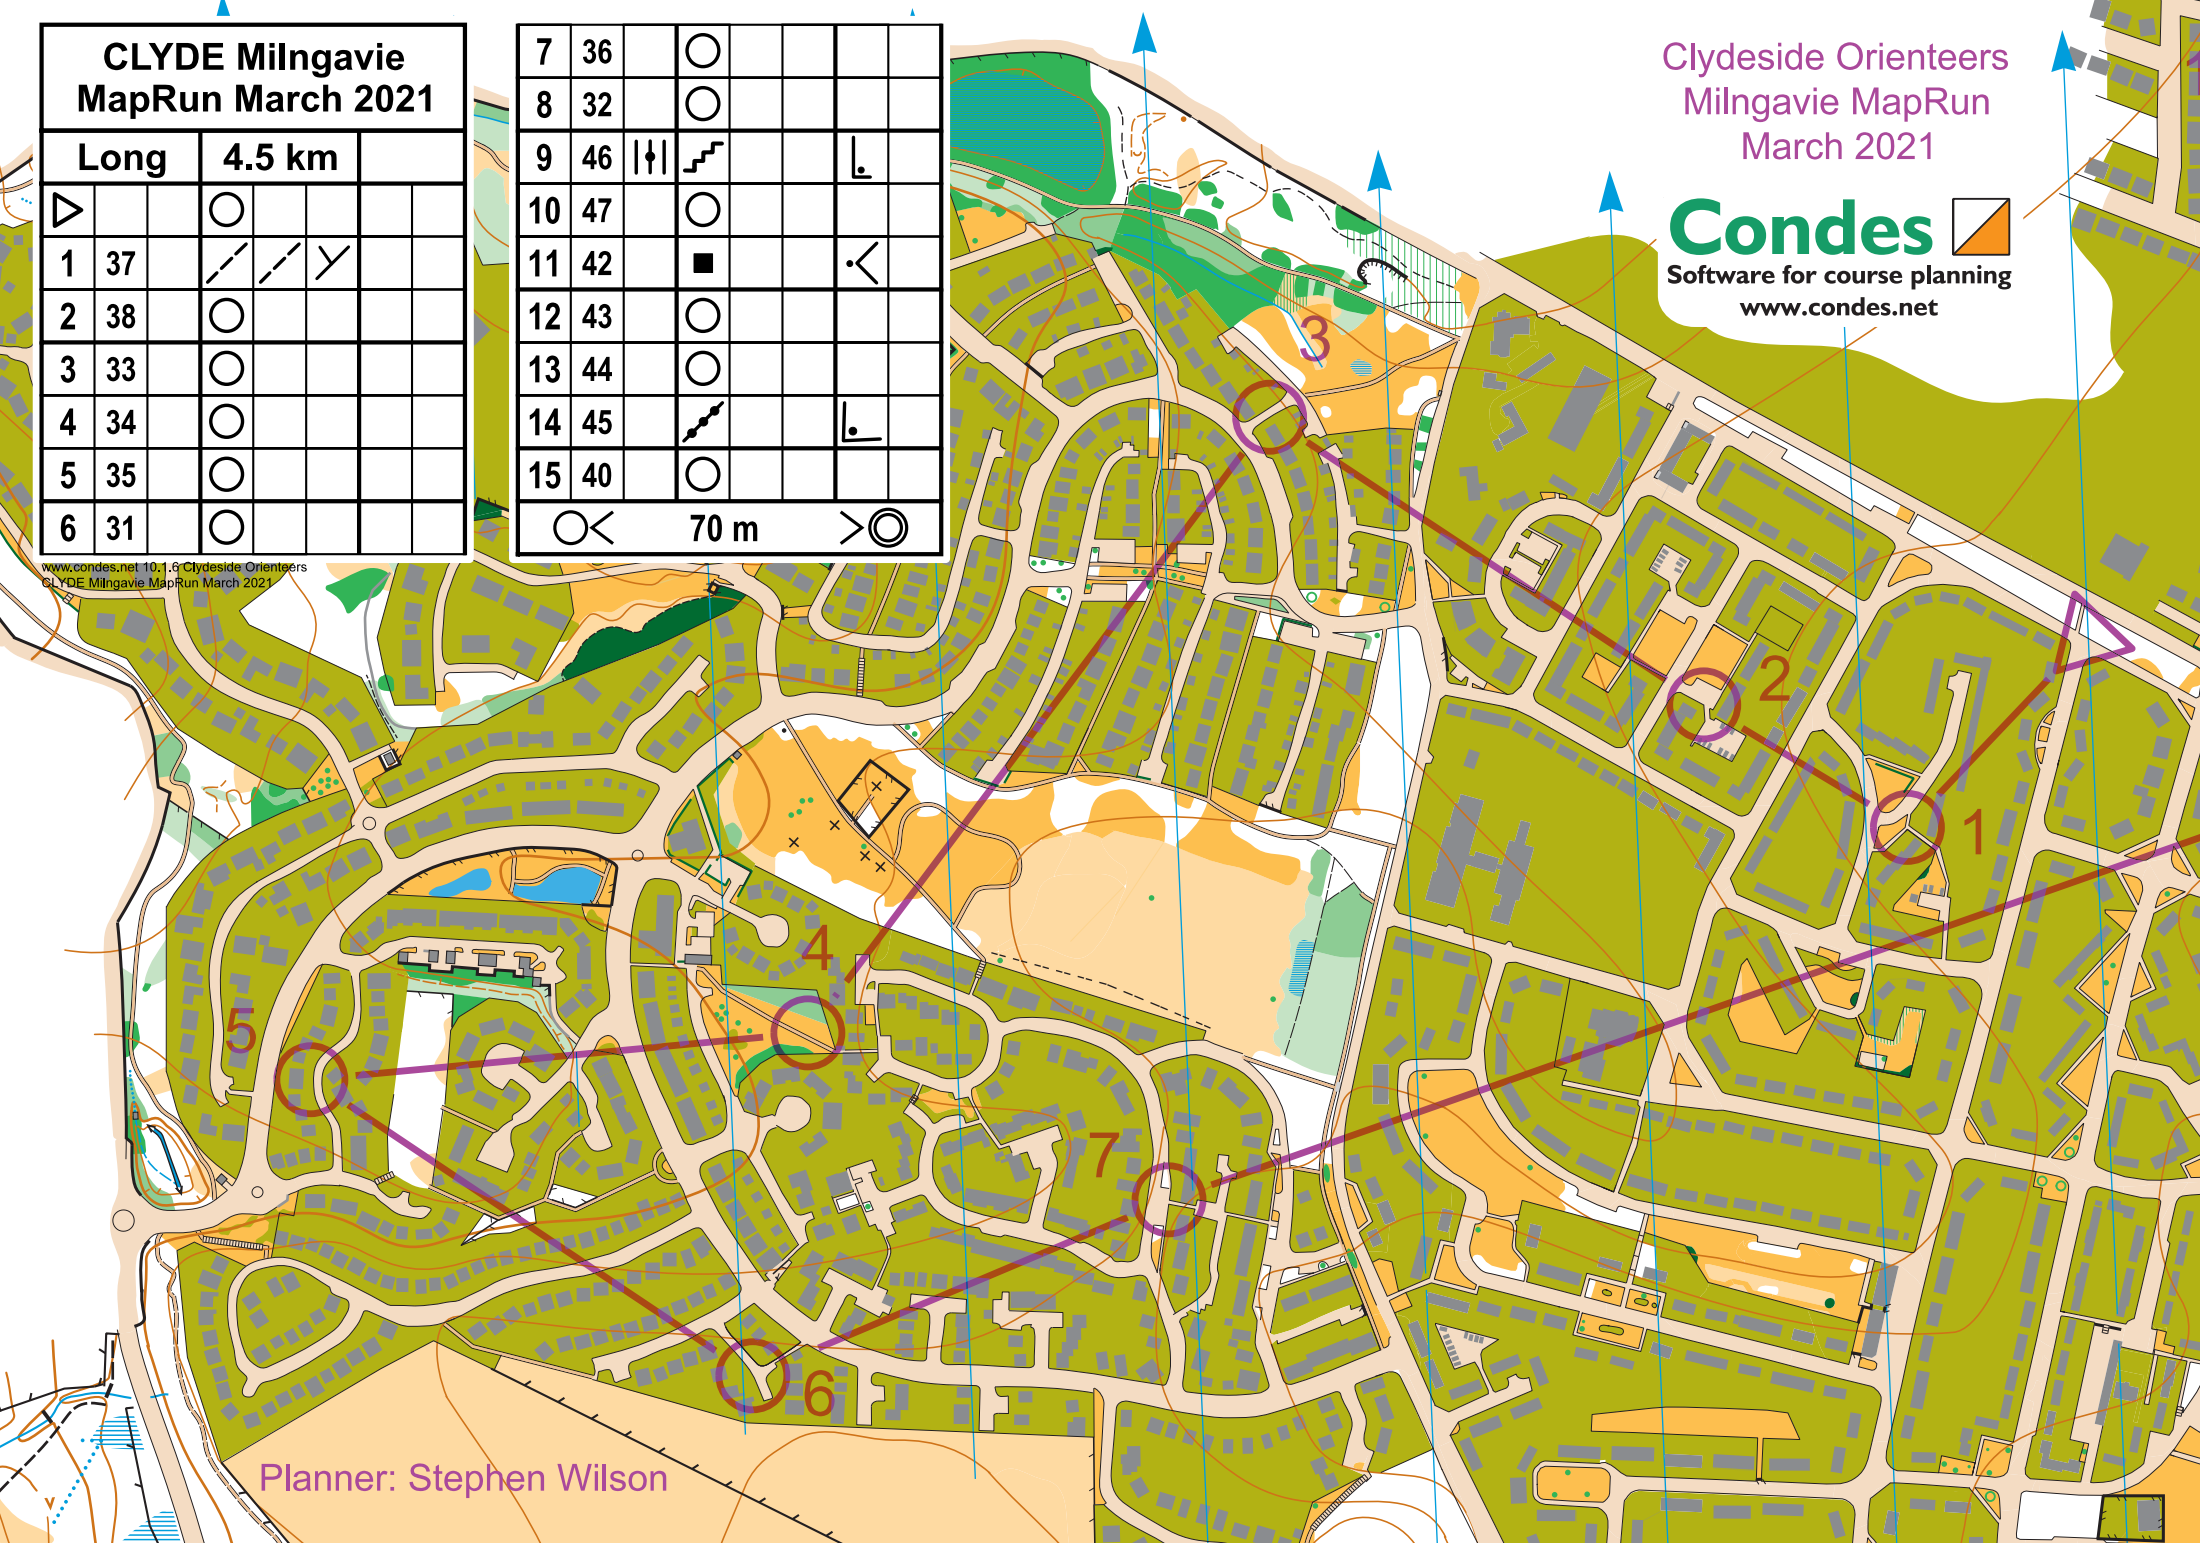 CLYDE Milngavie
MapRun March 2021
Long 4.5 km
1 37
2 38
3 33
4 34
5 35
6 31
7 36
8 32
9 46
10 47
11 42
12 43
13 44
14 45
15 40
70 m
www.condes.net 10.1.6 Clydeside Orienteers
CLYDE Milngavie MapRun March 2021
Clydeside Orienteers
Milngavie MapRun
March 2021
Condes
Software for course planning
www.condes.net
3
2
1
4
5
7
6
Planner: Stephen Wilson